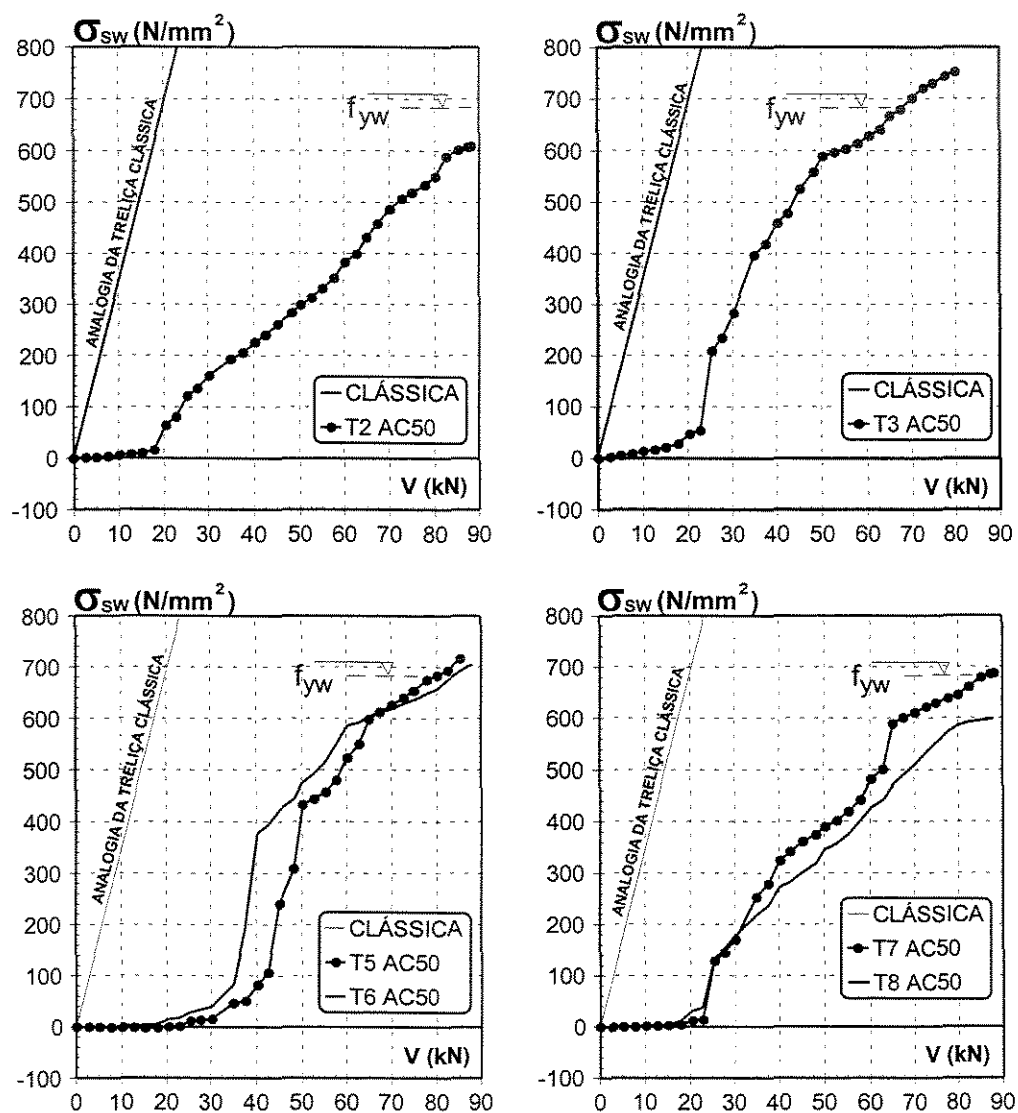 σsw (N/mm²)
800
700
600
500
400
300
200
100
0
-100
ANALOGIA DA TRELIÇA CLÁSSICA
fyw
CLÁSSICA
T2 AC50
V (kN)
0 10 20 30 40 50 60 70 80 90
σsw (N/mm²)
800
700
600
500
400
300
200
100
0
-100
ANALOGIA DA TRELIÇA CLÁSSICA
fyw
CLÁSSICA
T3 AC50
V (kN)
0 10 20 30 40 50 60 70 80 90
σsw (N/mm²)
800
700
600
500
400
300
200
100
0
-100
ANALOGIA DA TRELIÇA CLÁSSICA
fyw
CLÁSSICA
T5 AC50
T6 AC50
V (kN)
0 10 20 30 40 50 60 70 80 90
σsw (N/mm²)
800
700
600
500
400
300
200
100
0
-100
ANALOGIA DA TRELIÇA CLÁSSICA
fyw
CLÁSSICA
T7 AC50
T8 AC50
V (kN)
0 10 20 30 40 50 60 70 80 90